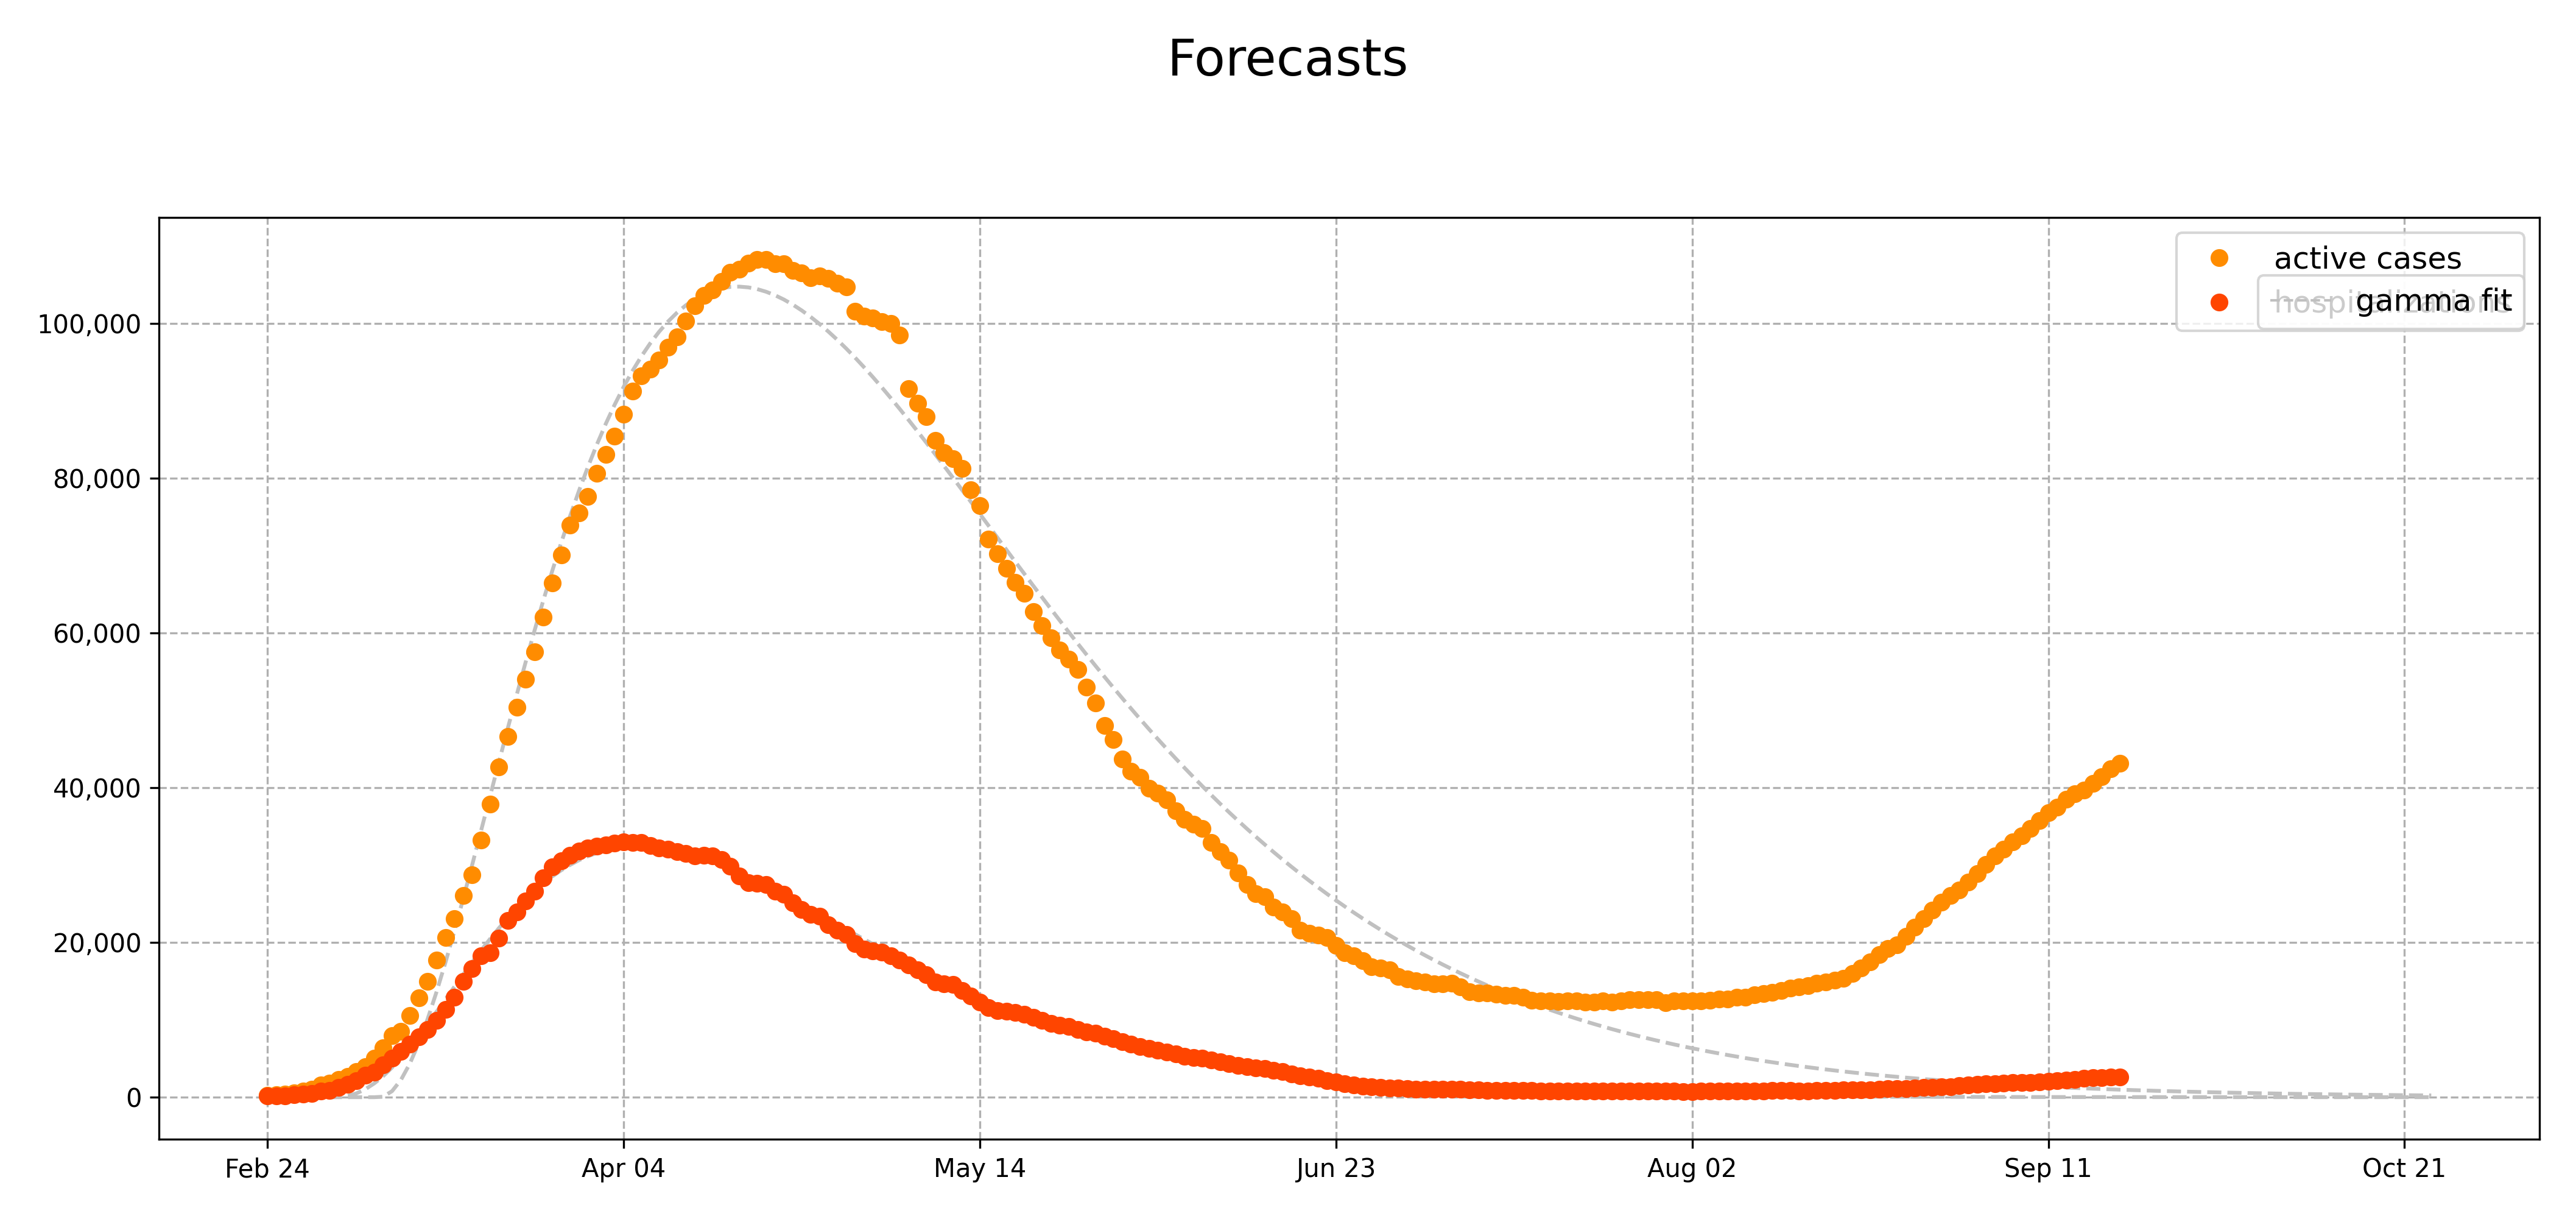 Forecasts
active cases
hospitalizations
gamma fit
100,000
80,000
60,000
40,000
20,000
0
Feb 24 Apr 04 May 14 Jun 23 Aug 02 Sep 11 Oct 21